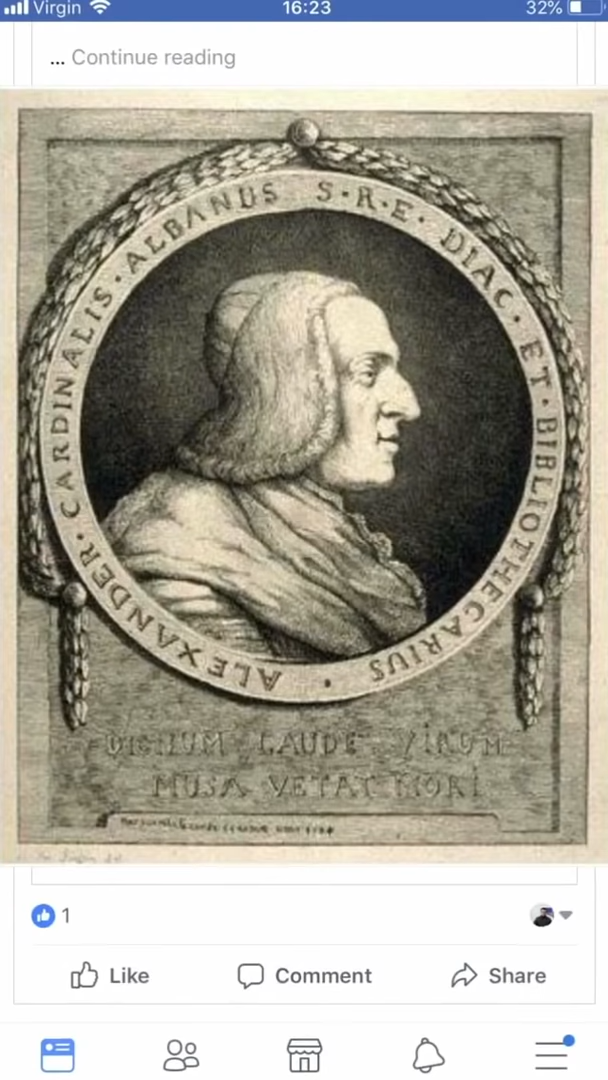 Virgin 16:23 32%
... Continue reading
ALEXANDER · CARDINALIS · ALBANUS S · R · E · DIAC · ET · BIBLIOTHECARIUS ·
DIGNUM LAUDE VIRUM
MUSA VETAT MORI
1
Like Comment Share